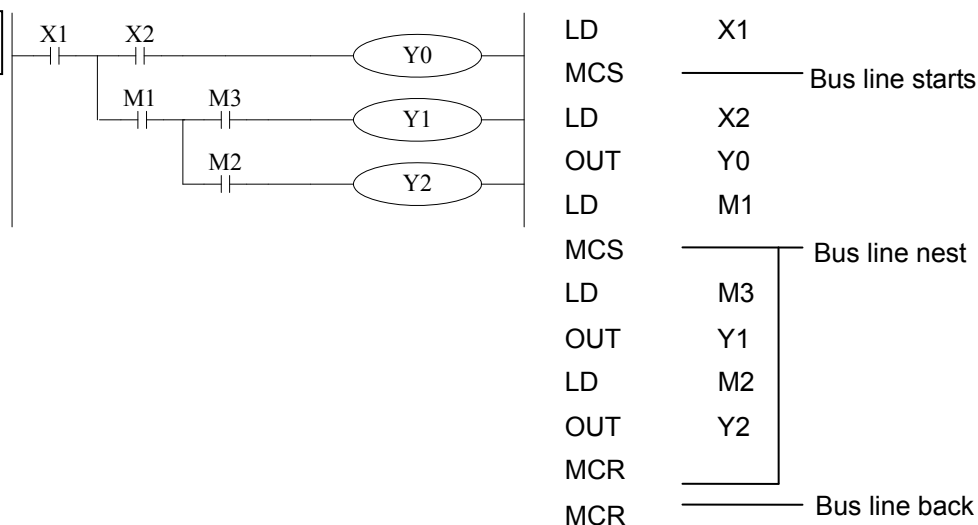 X1 X2 Y0
M1 M3 Y1
M2 Y2
LD X1
MCS Bus line starts
LD X2
OUT Y0
LD M1
MCS Bus line nest
LD M3
OUT Y1
LD M2
OUT Y2
MCR
MCR Bus line back